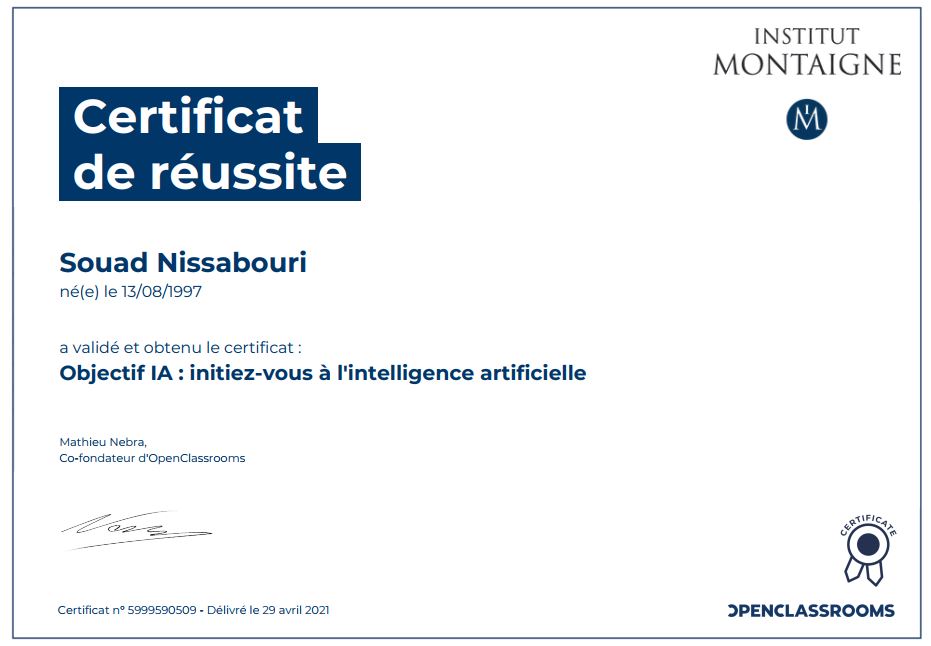 INSTITUT
MONTAIGNE
IM
Certificat
de réussite
Souad Nissabouri
né(e) le 13/08/1997
a validé et obtenu le certificat :
Objectif IA : initiez-vous à l'intelligence artificielle
Mathieu Nebra,
Co-fondateur d'OpenClassrooms
CERTIFICATE
Certificat n° 5999590509 - Délivré le 29 avril 2021
OPENCLASSROOMS